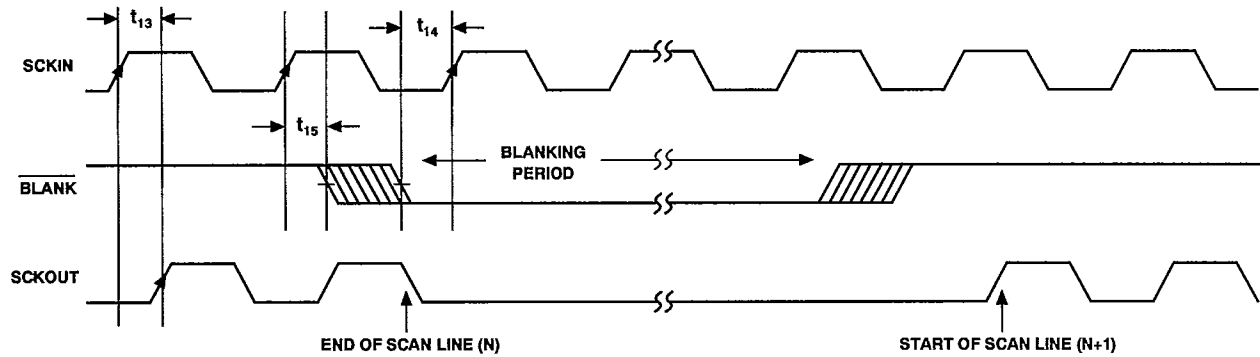 t13
t14
SCKIN
t15
BLANKING
PERIOD
BLANK
SCKOUT
END OF SCAN LINE (N)
START OF SCAN LINE (N+1)